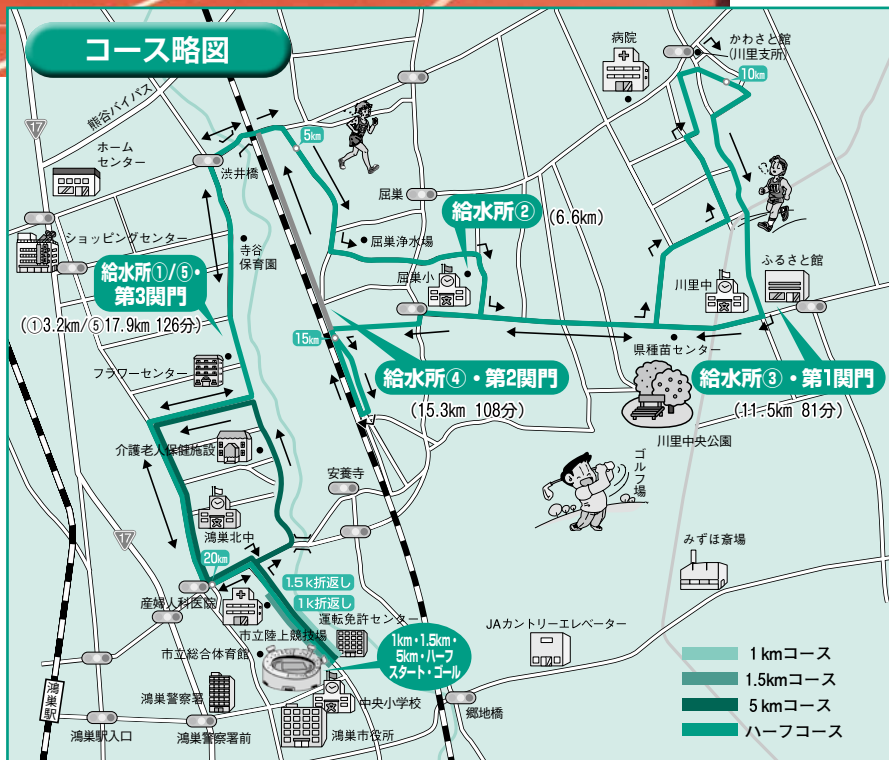 コース略図
病院
かわさと館
(川里支所)
10km
熊谷バイパス
17
ホーム
センター
渋井橋
5km
屈巣
給水所②
(6.6km)
ショッピングセンター
寺谷
保育園
屈巣浄水場
屈巣小
川里中
ふるさと館
給水所①/⑤・
第3関門
(①3.2km/⑤17.9km 126分)
15km
県種苗センター
フラワーセンター
給水所④・第2関門
(15.3km 108分)
給水所③・第1関門
(11.5km 81分)
川里中央公園
介護老人保健施設
安養寺
ゴルフ場
鴻巣北中
17
みずほ斎場
20km
1.5k折返し
1k折返し
産婦人科医院
運転免許センター
市立陸上競技場
市立総合体育館
1km・1.5km・
5km・ハーフ
スタート・ゴール
JAカントリーエレベーター
鴻巣駅
鴻巣警察署
中央小学校
郷地橋
鴻巣駅入口
鴻巣警察署前
鴻巣市役所
1kmコース
1.5kmコース
5kmコース
ハーフコース